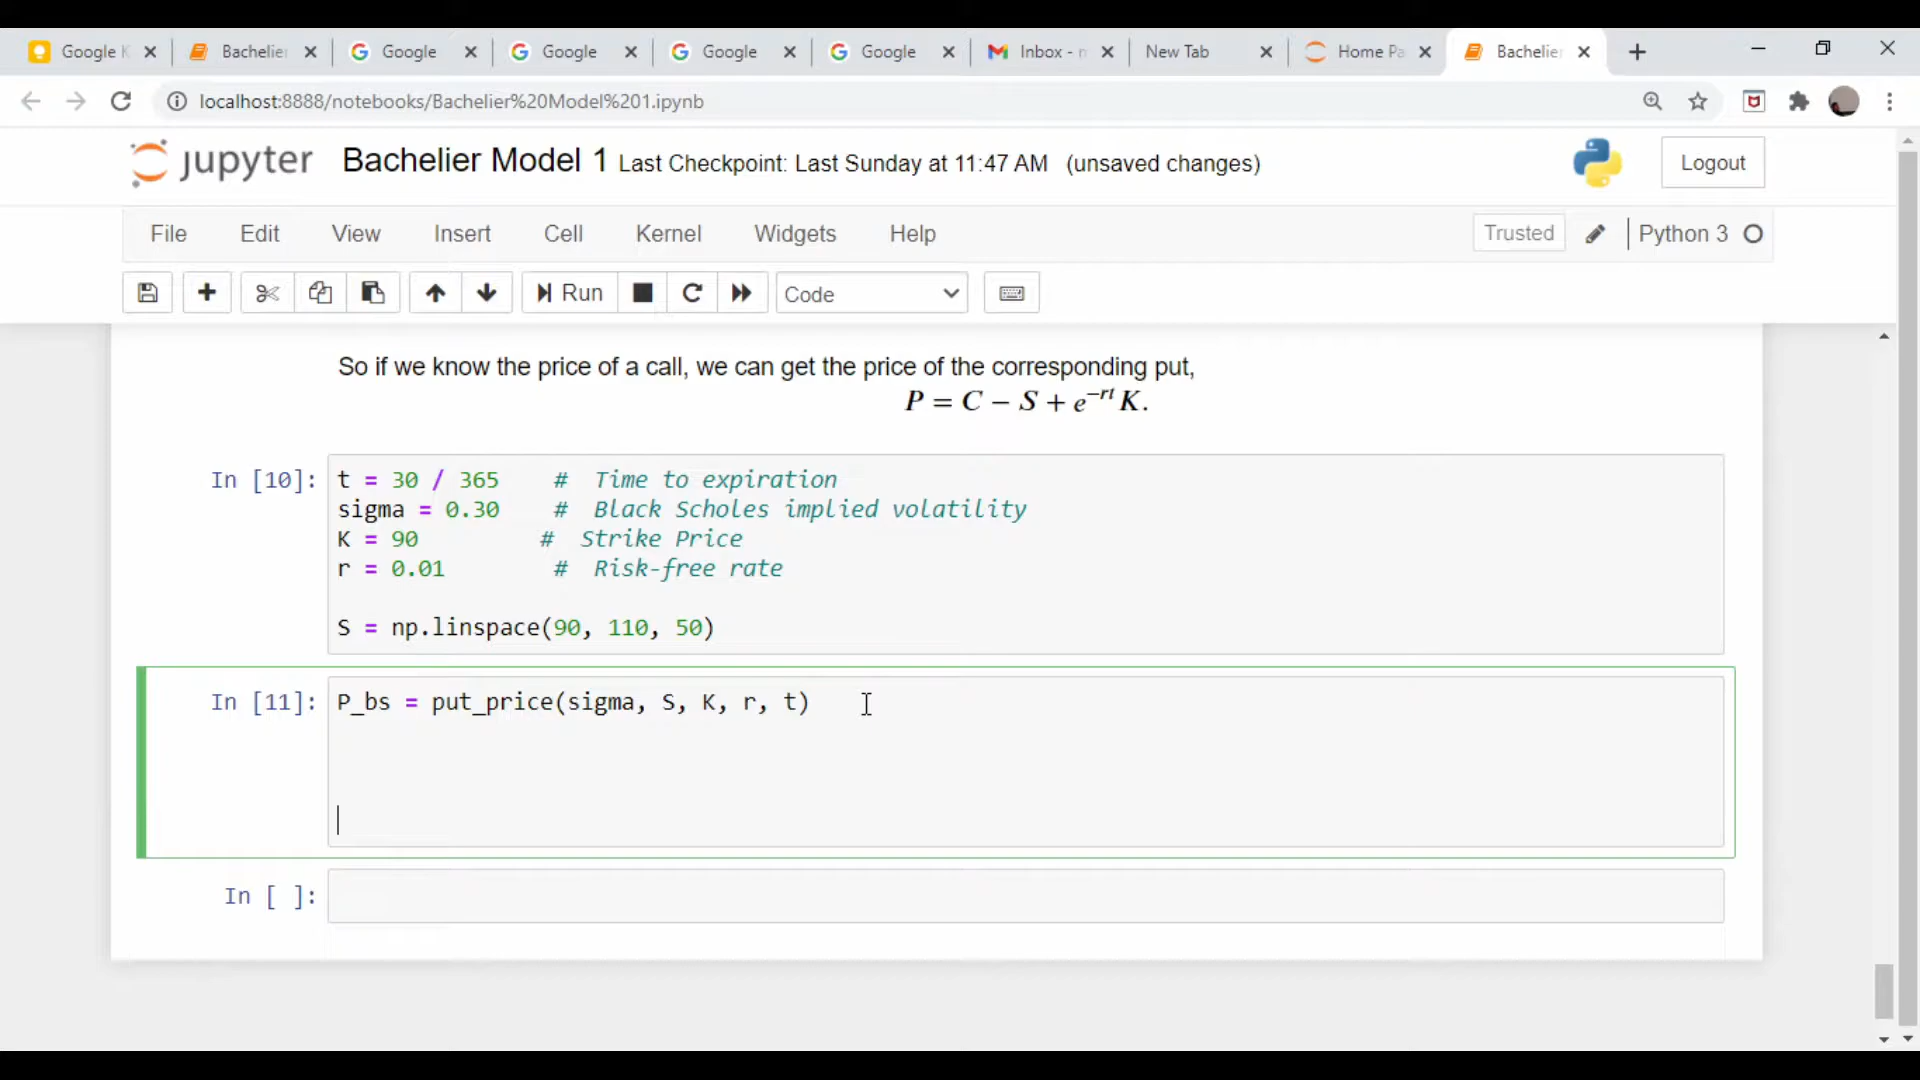 Google K
Bachelier
Google
Google
Google
Google
Inbox - m
New Tab
Home Pa
Bachelier
localhost:8888/notebooks/Bachelier%20Model%201.ipynb
jupyter Bachelier Model 1 Last Checkpoint: Last Sunday at 11:47 AM (unsaved changes)
Logout
File Edit View Insert Cell Kernel Widgets Help
Trusted Python 3
Run Code
So if we know the price of a call, we can get the price of the corresponding put,
P = C − S + e^{−rt} K.
In [10]: t = 30 / 365    #  Time to expiration
sigma = 0.30    #  Black Scholes implied volatility
K = 90         #  Strike Price
r = 0.01        #  Risk-free rate
S = np.linspace(90, 110, 50)
In [11]: P_bs = put_price(sigma, S, K, r, t)
In [ ]: